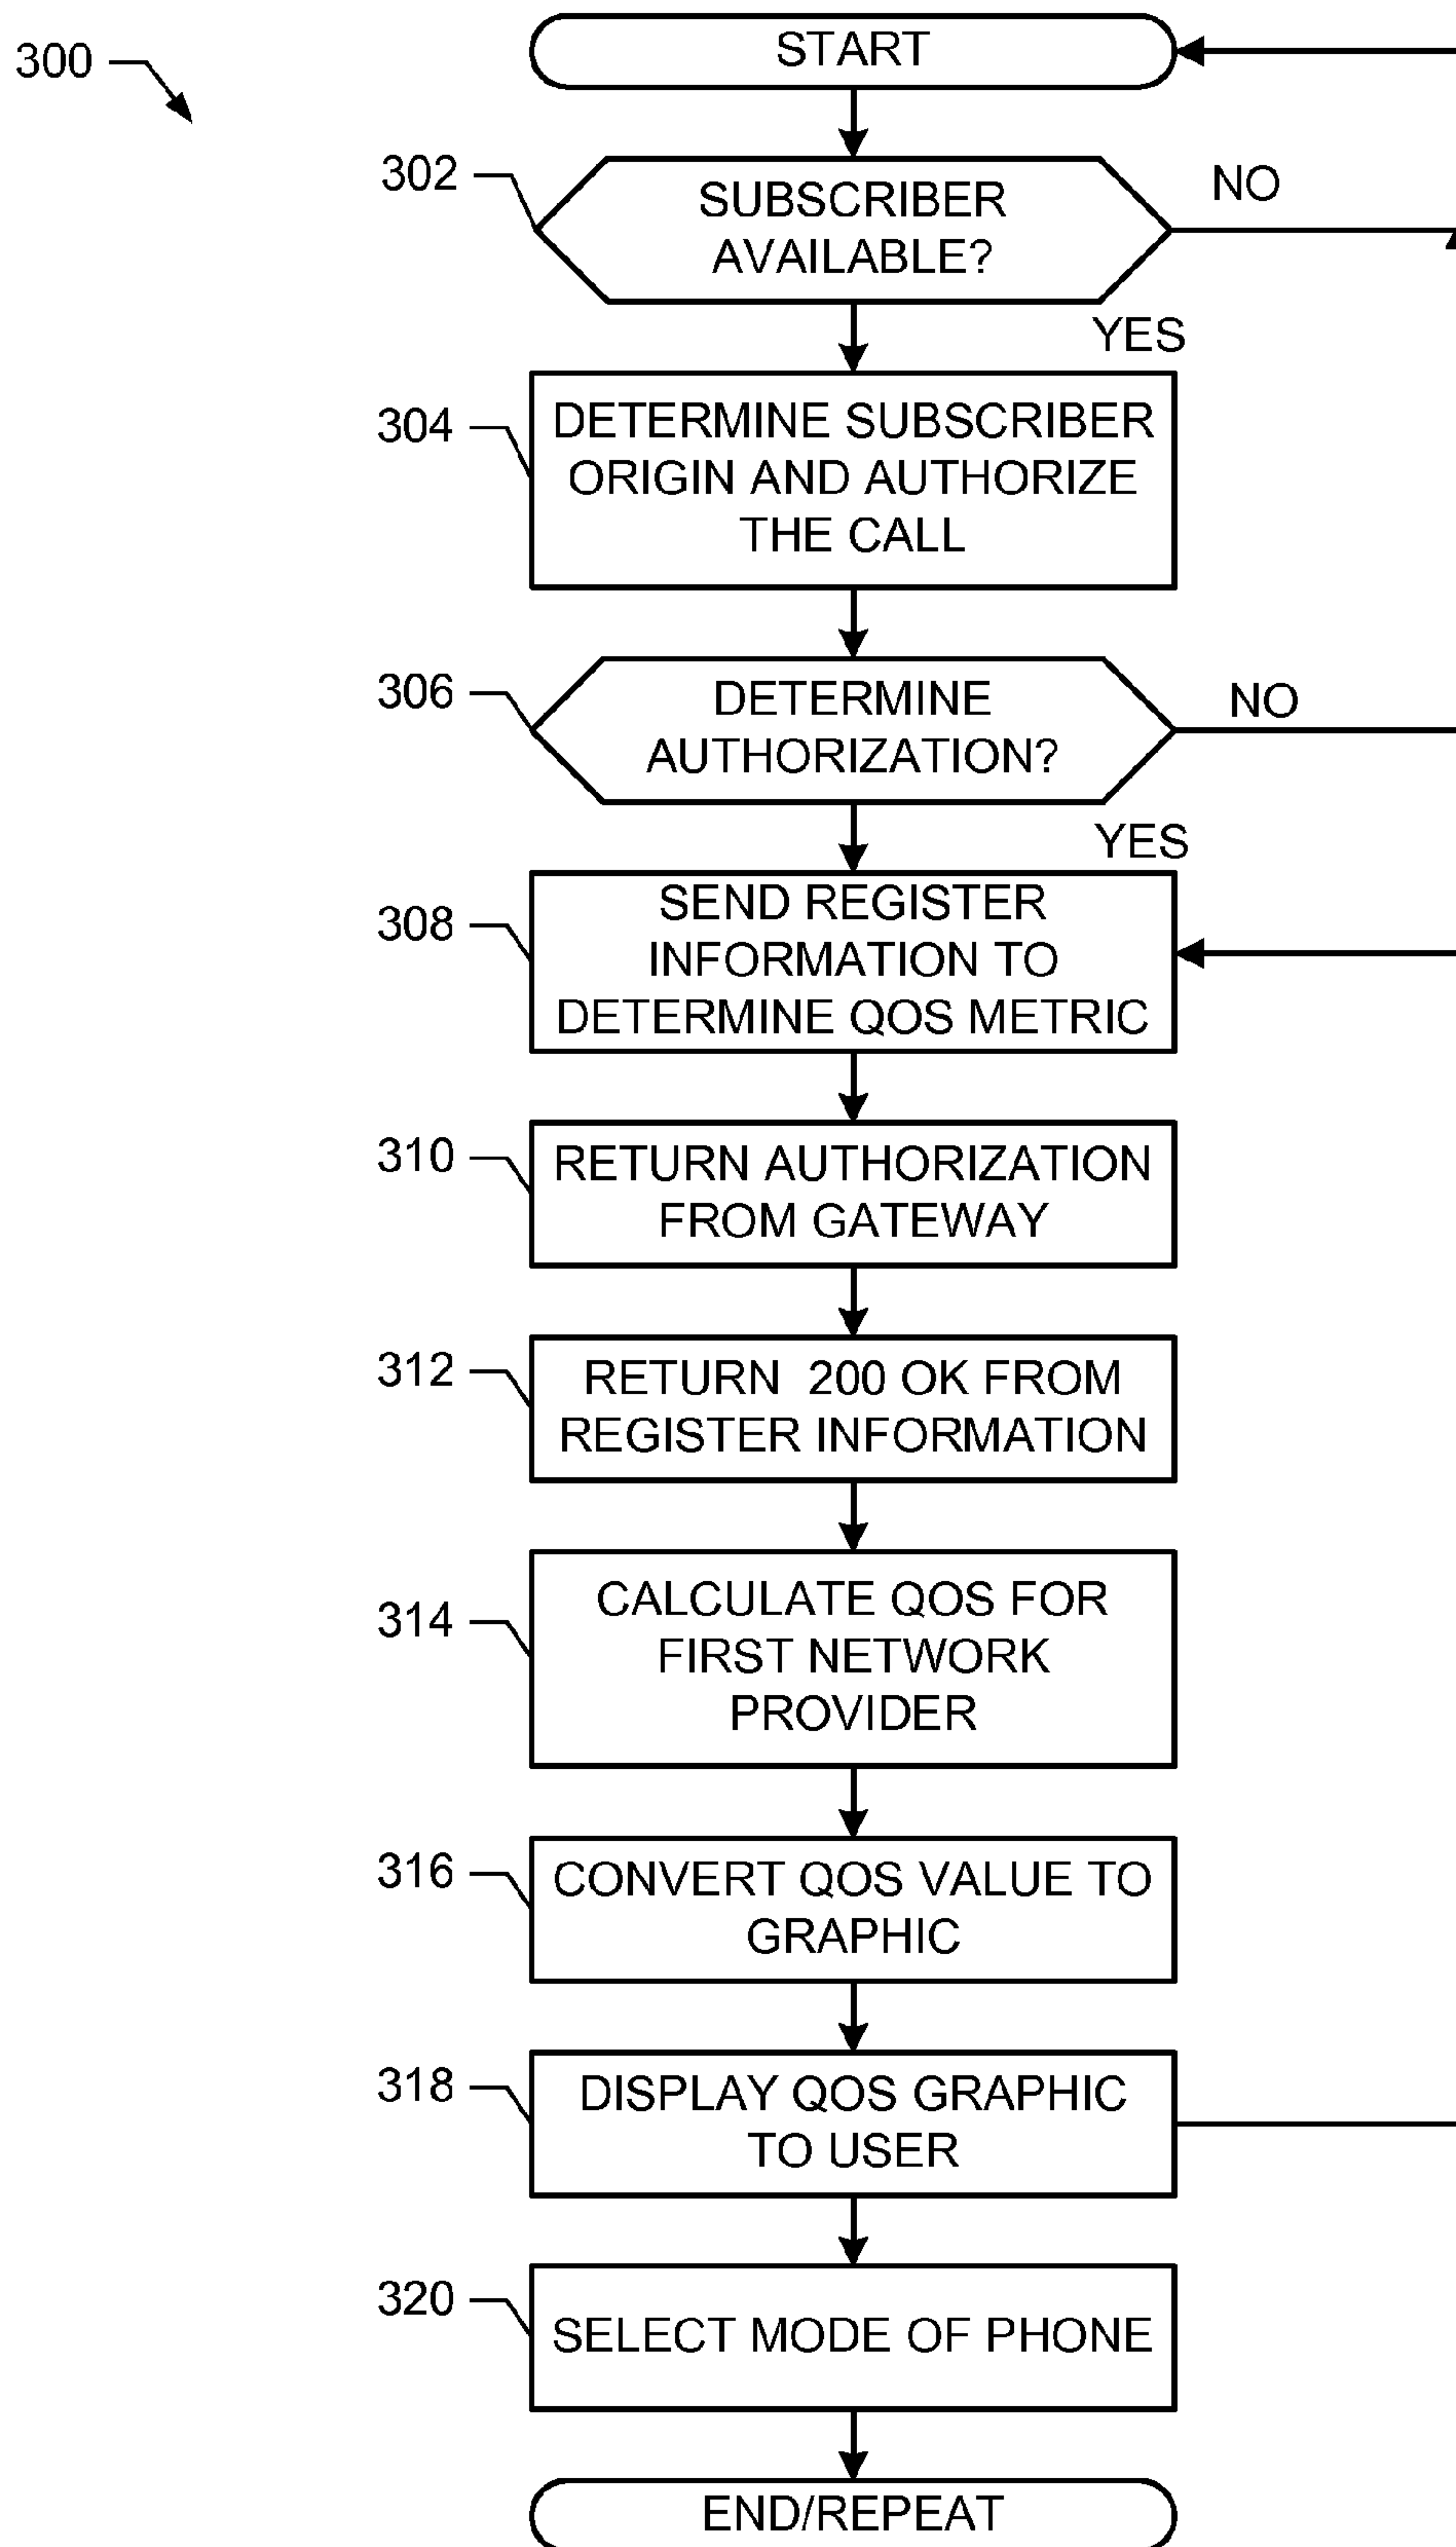 300
START
302
SUBSCRIBER
AVAILABLE?
NO
YES
304
DETERMINE SUBSCRIBER
ORIGIN AND AUTHORIZE
THE CALL
306
DETERMINE
AUTHORIZATION?
NO
YES
308
SEND REGISTER
INFORMATION TO
DETERMINE QOS METRIC
310
RETURN AUTHORIZATION
FROM GATEWAY
312
RETURN 200 OK FROM
REGISTER INFORMATION
314
CALCULATE QOS FOR
FIRST NETWORK
PROVIDER
316
CONVERT QOS VALUE TO
GRAPHIC
318
DISPLAY QOS GRAPHIC
TO USER
320
SELECT MODE OF PHONE
END/REPEAT